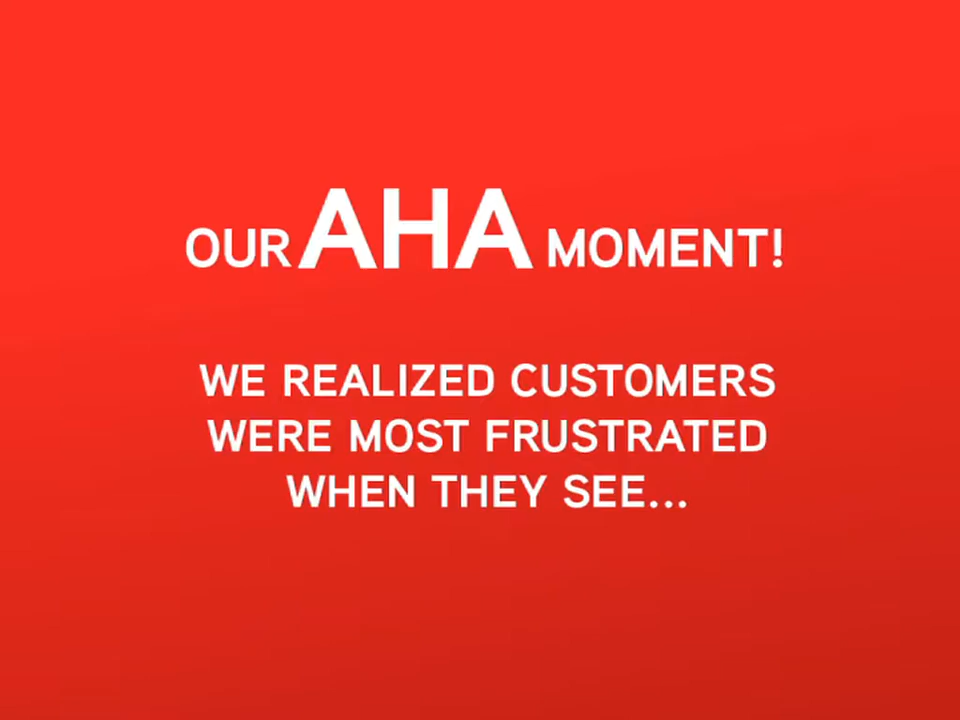 OUR AHA MOMENT!
WE REALIZED CUSTOMERS
WERE MOST FRUSTRATED
WHEN THEY SEE...